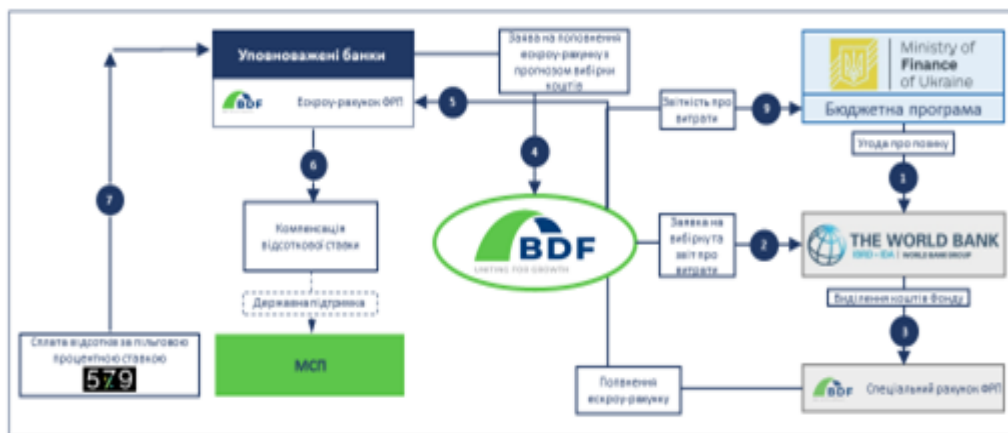 Уповноважені банки
BDF
Ескроу-рахунок ФРП
Заява на поповнення
ескроу-рахунку з
прогнозом вибірки
коштів
Звітність про
витрати
Ministry of
Finance
of Ukraine
Бюджетна програма
Угода про позику
1
2
3
4
5
6
7
9
Компенсація
відсоткової ставки
Державна підтримка
МСП
Сплата відсотків за пільговою
процентною ставкою
579
BDF
UNITING FOR GROWTH
Заявка на
вибірку та
звіт про
витрати
THE WORLD BANK
IBRD • IDA | WORLD BANK GROUP
Виділення коштів Фонду
Поповнення
ескроу-рахунку
BDF
Спеціальний рахунок ФРП